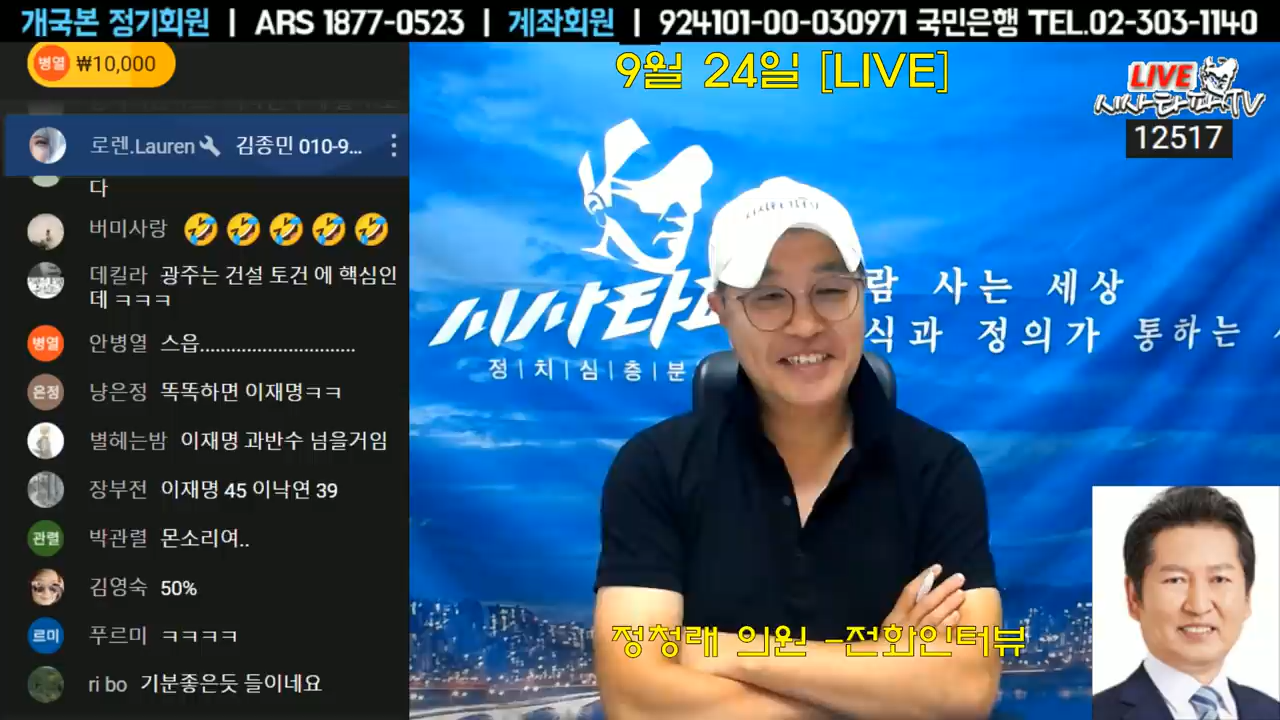 개국본 정기회원 | ARS 1877-0523 | 계좌회원 | 924101-00-030971 국민은행 TEL.02-303-1140
병열 ₩10,000
9월 24일 [LIVE]
LIVE
시사타파TV
12517
로렌.Lauren 김종민 010-9...
다
버미사랑 🤣🤣🤣🤣🤣
데킬라 광주는 건설 토건 에 핵심인
데 ㅋㅋㅋ
병열 안병열 스읍..............................
은정 냥은정 똑똑하면 이재명ㅋㅋ
별헤는밤 이재명 과반수 넘을거임
장부전 이재명 45 이낙연 39
관렬 박관렬 몬소리여..
김영숙 50%
르미 푸르미 ㅋㅋㅋㅋ
ri bo 기분좋은듯 들이네요
시사타파
정|치|심|층|분
람 사는 세상
식과 정의가 통하는
정청래 의원 -전화인터뷰